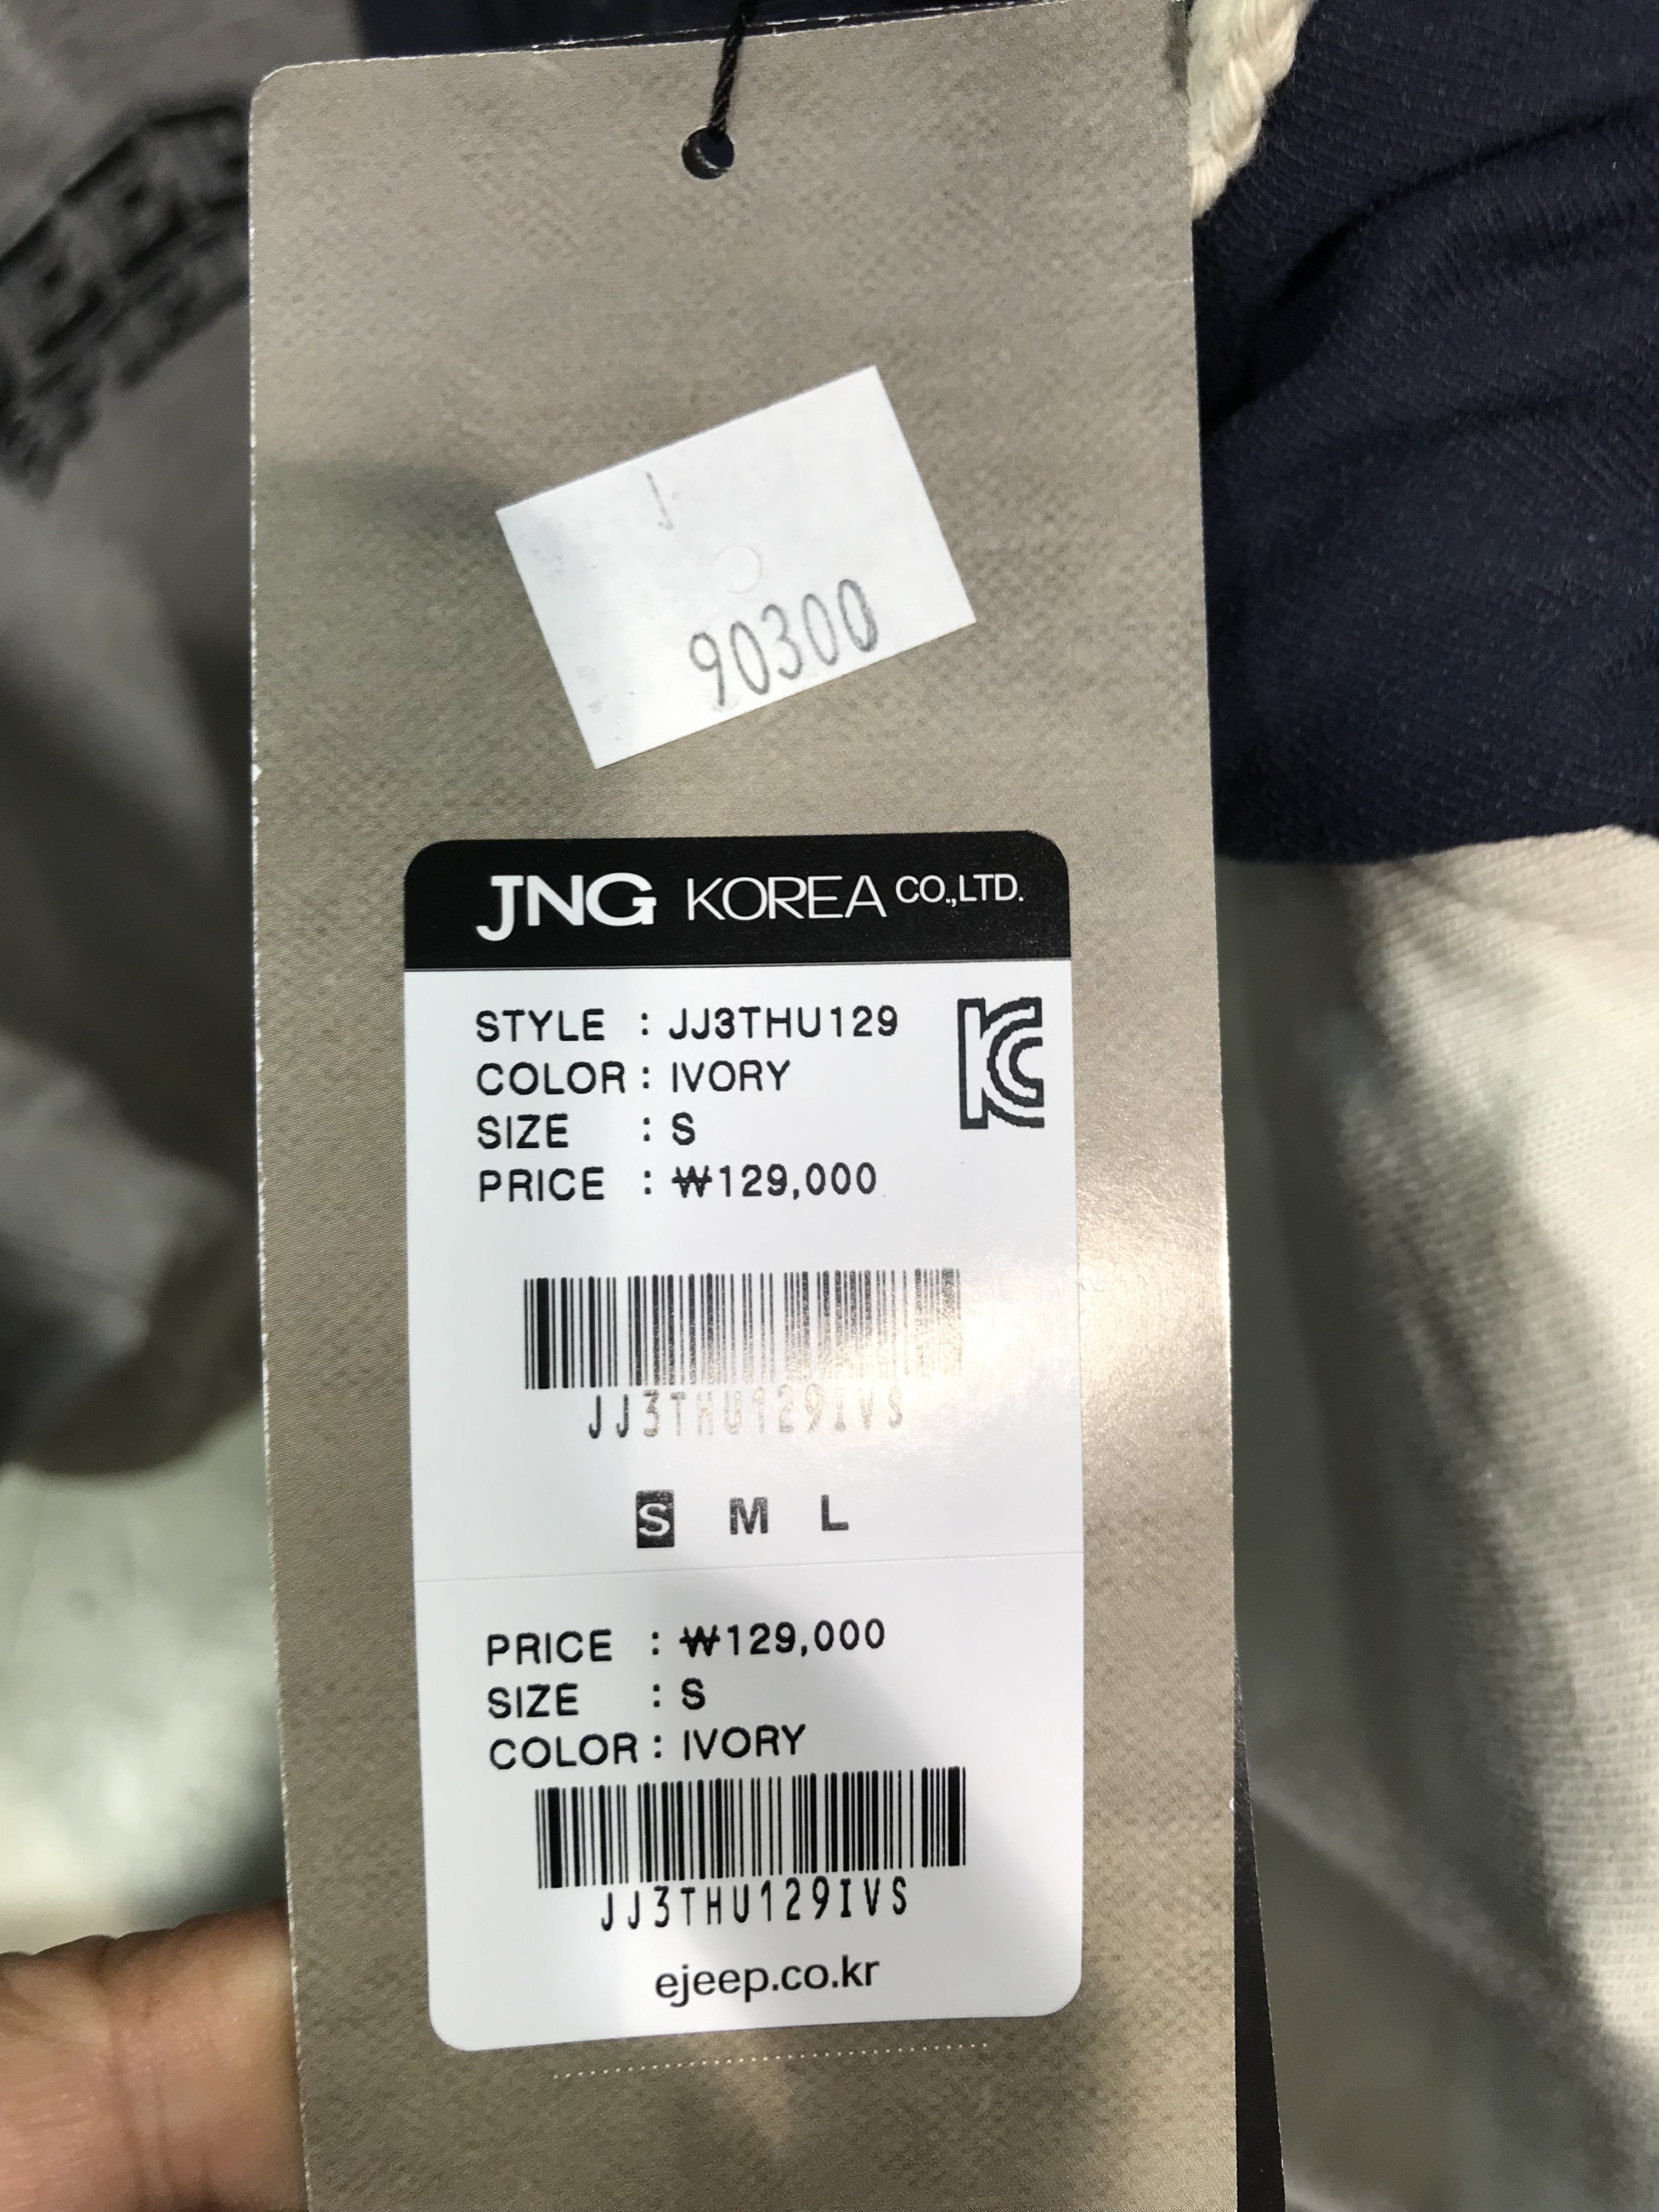 90300
JNG KOREA CO.,LTD.
STYLE : JJ3THU129
COLOR : IVORY
SIZE : S
PRICE : ₩129,000
JJ3THU129IVS
S M L
PRICE : ₩129,000
SIZE : S
COLOR : IVORY
JJ3THU129IVS
ejeep.co.kr